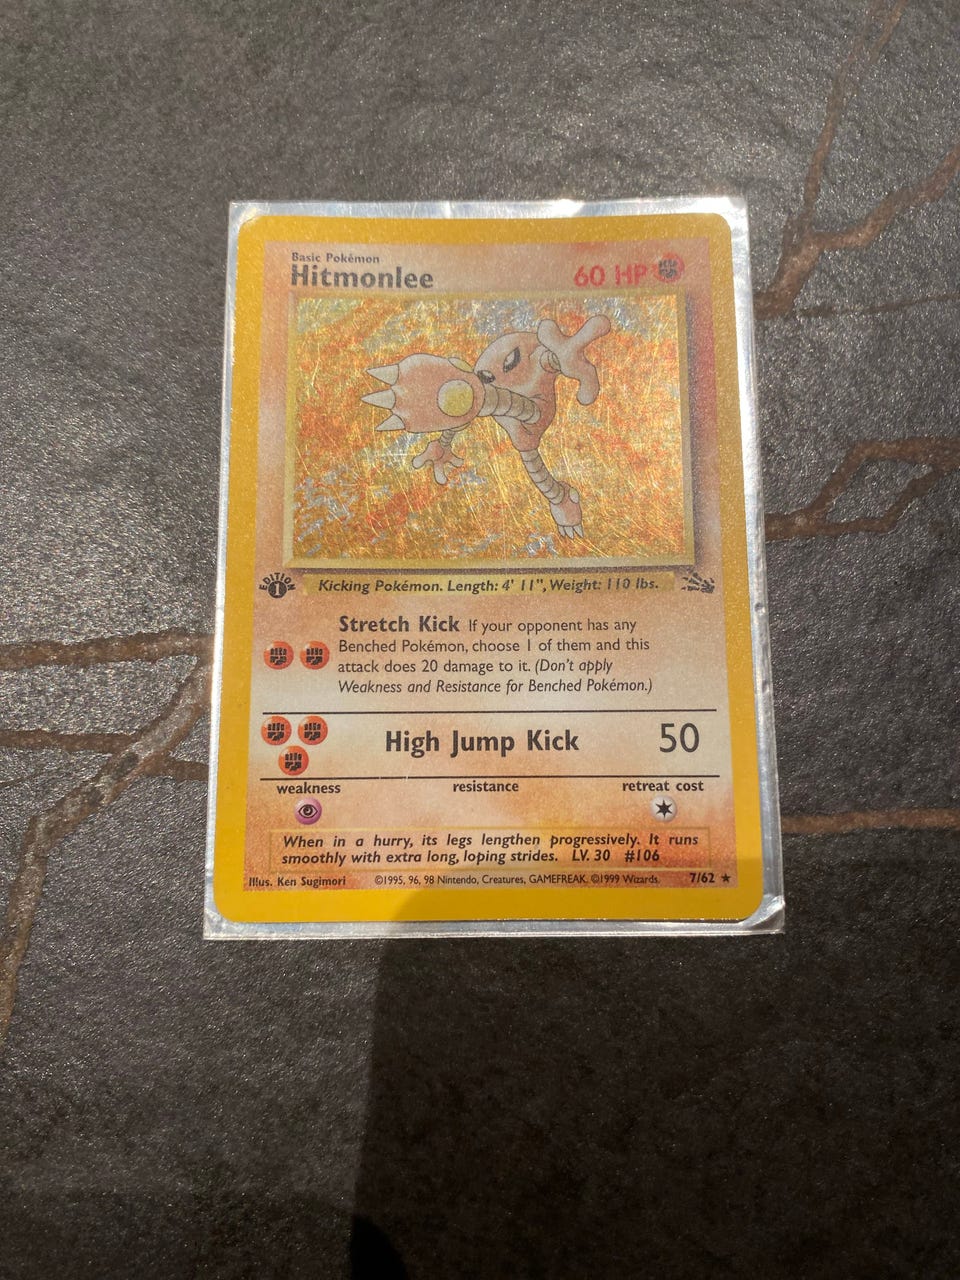 Basic Pokémon
Hitmonlee 60 HP
EDITION 1
Kicking Pokémon. Length: 4' 11", Weight: 110 lbs.
Stretch Kick If your opponent has any
Benched Pokémon, choose 1 of them and this
attack does 20 damage to it. (Don't apply
Weakness and Resistance for Benched Pokémon.)
High Jump Kick 50
weakness resistance retreat cost
When in a hurry, its legs lengthen progressively. It runs
smoothly with extra long, loping strides. LV. 30 #106
Illus. Ken Sugimori ©1995, 96, 98 Nintendo, Creatures, GAMEFREAK. ©1999 Wizards. 7/62